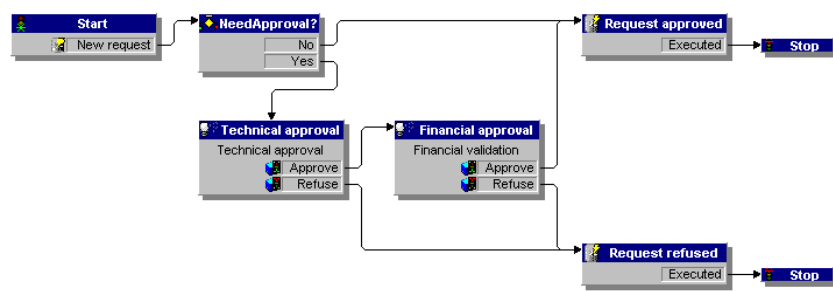 Start
New request
NeedApproval?
No
Yes
Request approved
Executed
Stop
Technical approval
Technical approval
Approve
Refuse
Financial approval
Financial validation
Approve
Refuse
Request refused
Executed
Stop